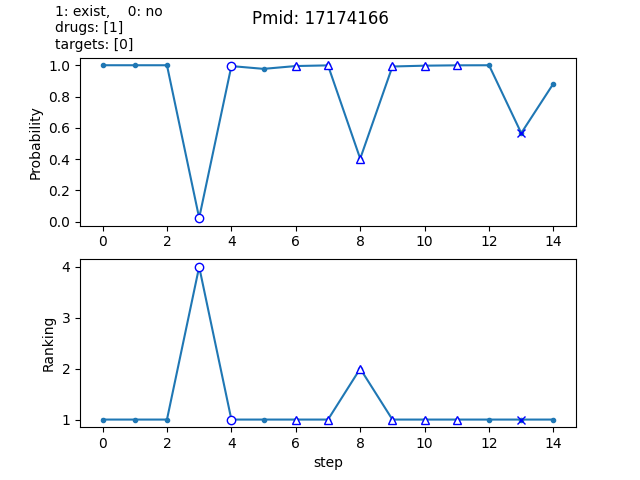 1: exist,    0: no
drugs: [1]
targets: [0]
Pmid: 17174166
Probability
1.0
0.8
0.6
0.4
0.2
0.0
0 2 4 6 8 10 12 14
Ranking
4
3
2
1
0 2 4 6 8 10 12 14
step